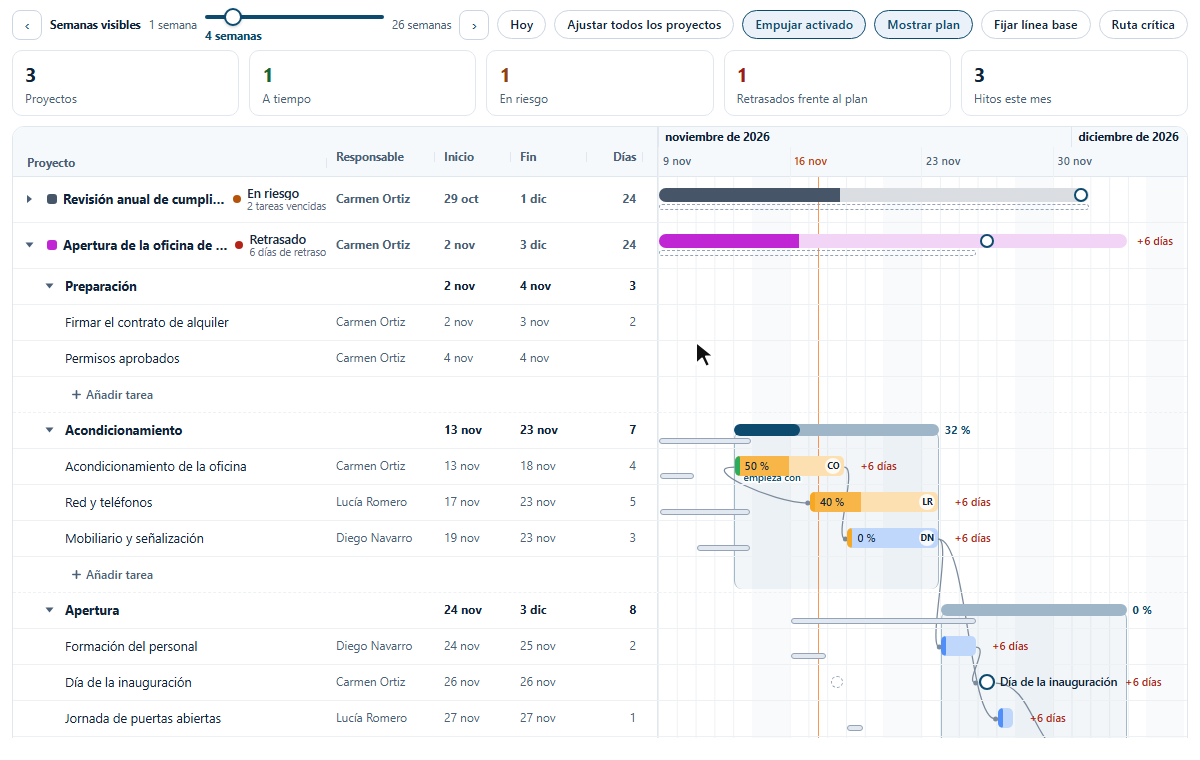 ‹ Semanas visibles 1 semana 4 semanas 26 semanas › Hoy Ajustar todos los proyectos Empujar activado Mostrar plan Fijar línea base Ruta crítica
3
Proyectos
1
A tiempo
1
En riesgo
1
Retrasados frente al plan
3
Hitos este mes
Proyecto Responsable Inicio Fin Días
noviembre de 2026 diciembre de 2026
9 nov 16 nov 23 nov 30 nov
Revisión anual de cumpli... En riesgo Carmen Ortiz 29 oct 1 dic 24
2 tareas vencidas
Apertura de la oficina de ... Retrasado Carmen Ortiz 2 nov 3 dic 24 +6 días
6 días de retraso
Preparación 2 nov 4 nov 3
Firmar el contrato de alquiler Carmen Ortiz 2 nov 3 nov 2
Permisos aprobados Carmen Ortiz 4 nov 4 nov
+ Añadir tarea
Acondicionamiento 13 nov 23 nov 7 32 %
Acondicionamiento de la oficina Carmen Ortiz 13 nov 18 nov 4 50 % CO +6 días
empieza con
Red y teléfonos Lucía Romero 17 nov 23 nov 5 40 % LR +6 días
Mobiliario y señalización Diego Navarro 19 nov 23 nov 3 0 % DN +6 días
+ Añadir tarea
Apertura 24 nov 3 dic 8 0 %
Formación del personal Diego Navarro 24 nov 25 nov 2 +6 días
Día de la inauguración Carmen Ortiz 26 nov 26 nov Día de la inauguración +6 días
Jornada de puertas abiertas Lucía Romero 27 nov 27 nov 1 +6 días